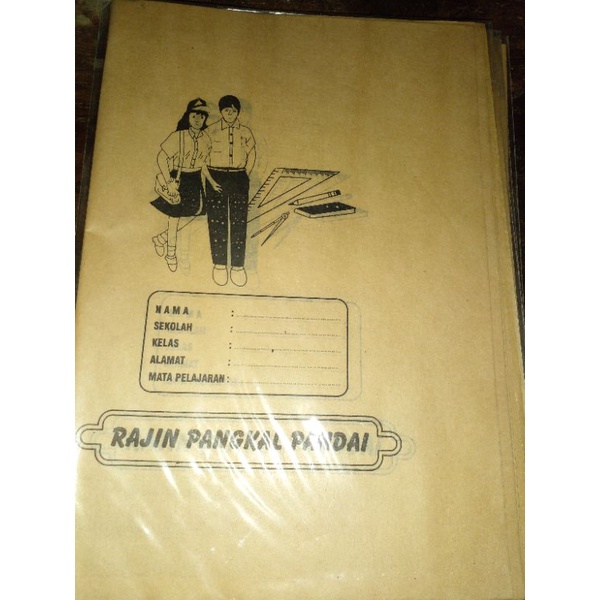 NAMA :
SEKOLAH :
KELAS :
ALAMAT :
MATA PELAJARAN :
RAJIN PANGKAL PANDAI